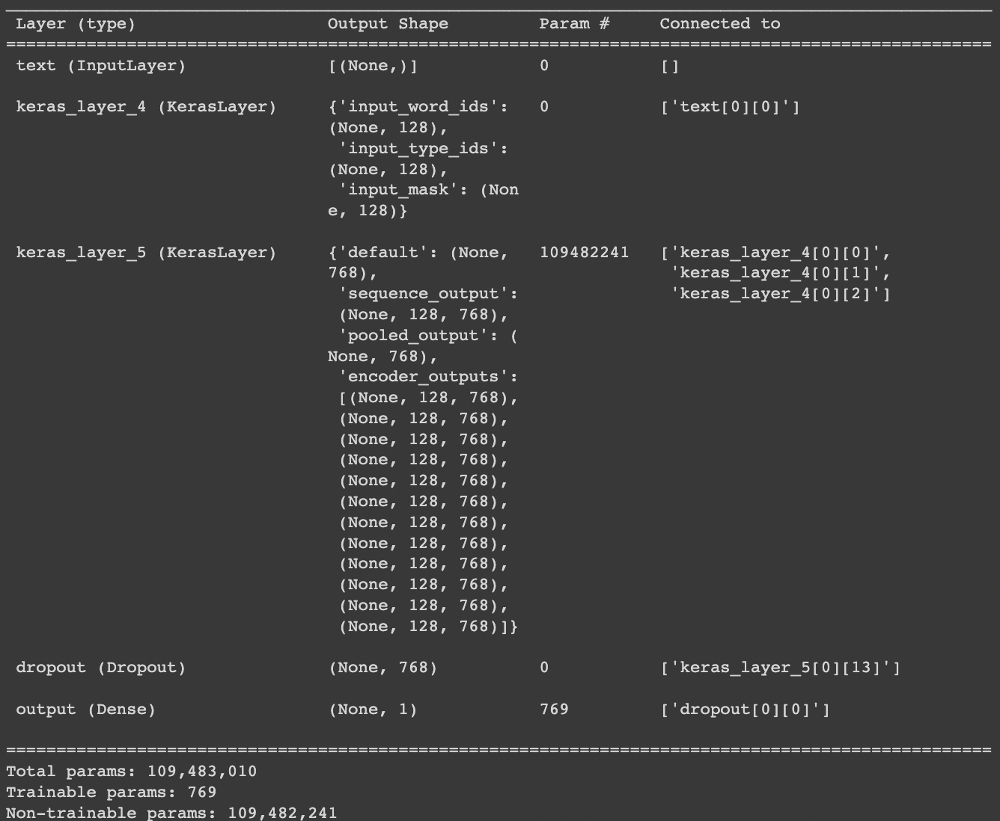 Layer (type) Output Shape Param # Connected to
==================================================================================================
text (InputLayer) [(None,)] 0 []
keras_layer_4 (KerasLayer) {'input_word_ids': 0 ['text[0][0]']
(None, 128),
'input_type_ids':
(None, 128),
'input_mask': (Non
e, 128)}
keras_layer_5 (KerasLayer) {'default': (None, 109482241 ['keras_layer_4[0][0]',
768), 'keras_layer_4[0][1]',
'sequence_output': 'keras_layer_4[0][2]']
(None, 128, 768),
'pooled_output': (
None, 768),
'encoder_outputs':
[(None, 128, 768),
(None, 128, 768),
(None, 128, 768),
(None, 128, 768),
(None, 128, 768),
(None, 128, 768),
(None, 128, 768),
(None, 128, 768),
(None, 128, 768),
(None, 128, 768),
(None, 128, 768),
(None, 128, 768)]}
dropout (Dropout) (None, 768) 0 ['keras_layer_5[0][13]']
output (Dense) (None, 1) 769 ['dropout[0][0]']
==================================================================================================
Total params: 109,483,010
Trainable params: 769
Non-trainable params: 109,482,241